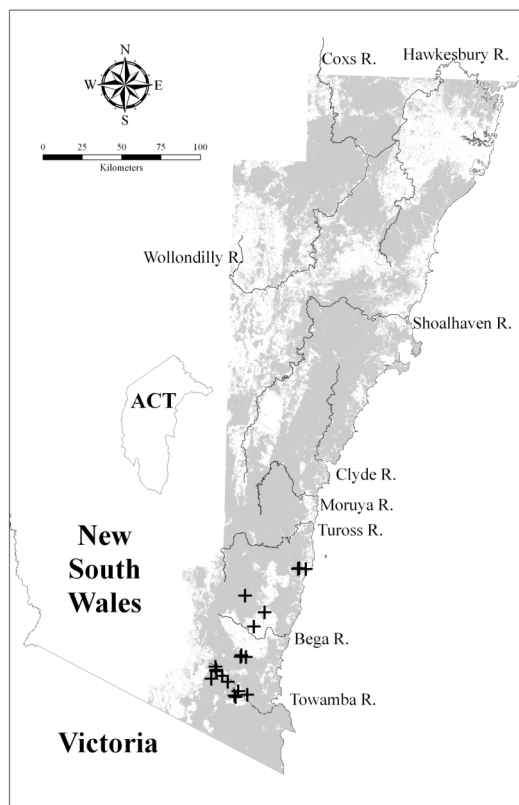 Coxs R.
Hawkesbury R.
N
W
E
S
0
25
50
100
Kilometers
Wollondilly R.
Shoalhaven R.
ACT
Clyde R.
Moruya R.
Tuross R.
New
South
Wales
Bega R.
Towamba R.
Victoria